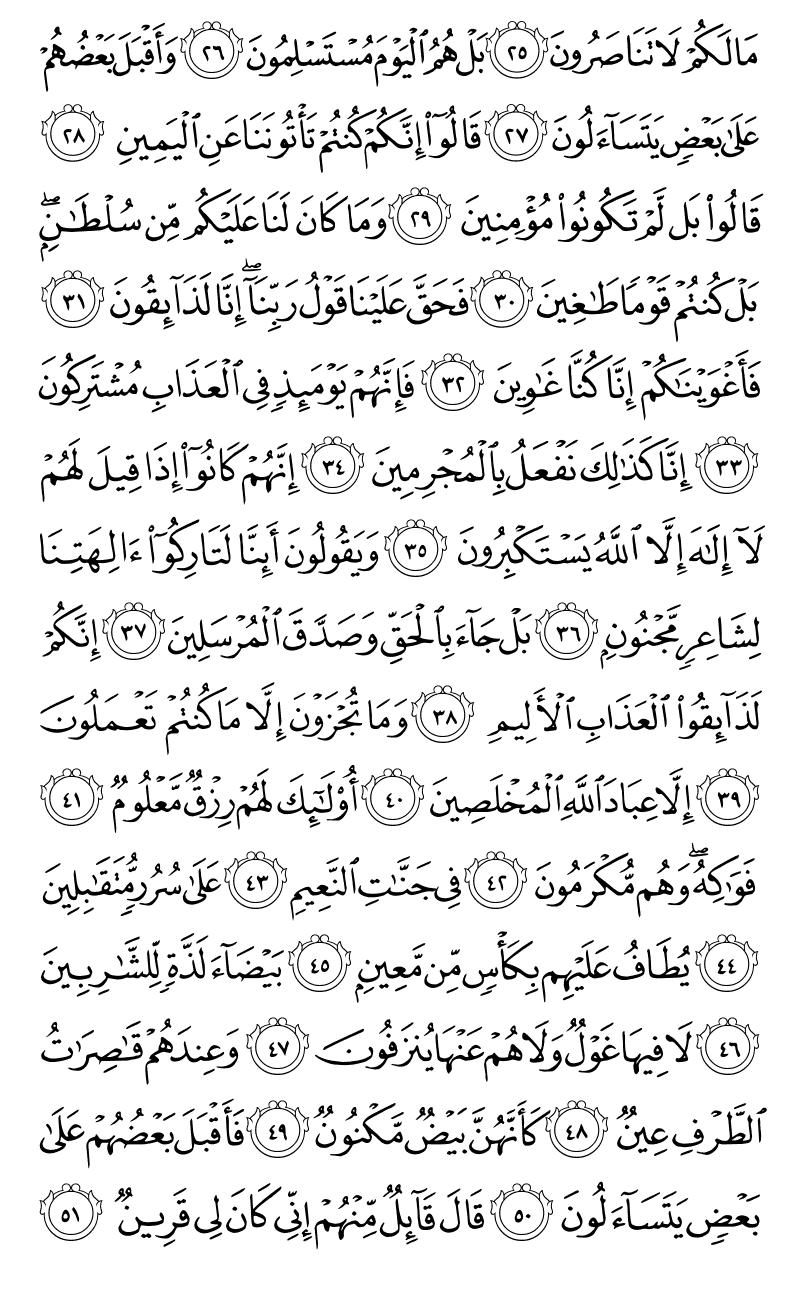 مَا لَكُمْ لَا تَنَاصَرُونَ ٢٥ بَلْ هُمُ ٱلْيَوْمَ مُسْتَسْلِمُونَ ٢٦ وَأَقْبَلَ بَعْضُهُمْ
عَلَىٰ بَعْضٍ يَتَسَآءَلُونَ ٢٧ قَالُوٓا۟ إِنَّكُمْ كُنتُمْ تَأْتُونَنَا عَنِ ٱلْيَمِينِ ٢٨
قَالُوا۟ بَل لَّمْ تَكُونُوا۟ مُؤْمِنِينَ ٢٩ وَمَا كَانَ لَنَا عَلَيْكُم مِّن سُلْطَٰنٍۭ ۖ
بَلْ كُنتُمْ قَوْمًا طَٰغِينَ ٣٠ فَحَقَّ عَلَيْنَا قَوْلُ رَبِّنَآ ۖ إِنَّا لَذَآئِقُونَ ٣١
فَأَغْوَيْنَٰكُمْ إِنَّا كُنَّا غَٰوِينَ ٣٢ فَإِنَّهُمْ يَوْمَئِذٍ فِى ٱلْعَذَابِ مُشْتَرِكُونَ
٣٣ إِنَّا كَذَٰلِكَ نَفْعَلُ بِٱلْمُجْرِمِينَ ٣٤ إِنَّهُمْ كَانُوٓا۟ إِذَا قِيلَ لَهُمْ
لَآ إِلَٰهَ إِلَّا ٱللَّهُ يَسْتَكْبِرُونَ ٣٥ وَيَقُولُونَ أَئِنَّا لَتَارِكُوٓا۟ ءَالِهَتِنَا
لِشَاعِرٍ مَّجْنُونٍۭ ٣٦ بَلْ جَآءَ بِٱلْحَقِّ وَصَدَّقَ ٱلْمُرْسَلِينَ ٣٧ إِنَّكُمْ
لَذَآئِقُوا۟ ٱلْعَذَابِ ٱلْأَلِيمِ ٣٨ وَمَا تُجْزَوْنَ إِلَّا مَا كُنتُمْ تَعْمَلُونَ
٣٩ إِلَّا عِبَادَ ٱللَّهِ ٱلْمُخْلَصِينَ ٤٠ أُو۟لَٰٓئِكَ لَهُمْ رِزْقٌ مَّعْلُومٌ ٤١
فَوَٰكِهُ ۖ وَهُم مُّكْرَمُونَ ٤٢ فِى جَنَّٰتِ ٱلنَّعِيمِ ٤٣ عَلَىٰ سُرُرٍ مُّتَقَٰبِلِينَ
٤٤ يُطَافُ عَلَيْهِم بِكَأْسٍ مِّن مَّعِينٍۭ ٤٥ بَيْضَآءَ لَذَّةٍ لِّلشَّٰرِبِينَ
٤٦ لَا فِيهَا غَوْلٌ وَلَا هُمْ عَنْهَا يُنزَفُونَ ٤٧ وَعِندَهُمْ قَٰصِرَٰتُ
ٱلطَّرْفِ عِينٌ ٤٨ كَأَنَّهُنَّ بَيْضٌ مَّكْنُونٌ ٤٩ فَأَقْبَلَ بَعْضُهُمْ عَلَىٰ
بَعْضٍ يَتَسَآءَلُونَ ٥٠ قَالَ قَآئِلٌ مِّنْهُمْ إِنِّى كَانَ لِى قَرِينٌ ٥١